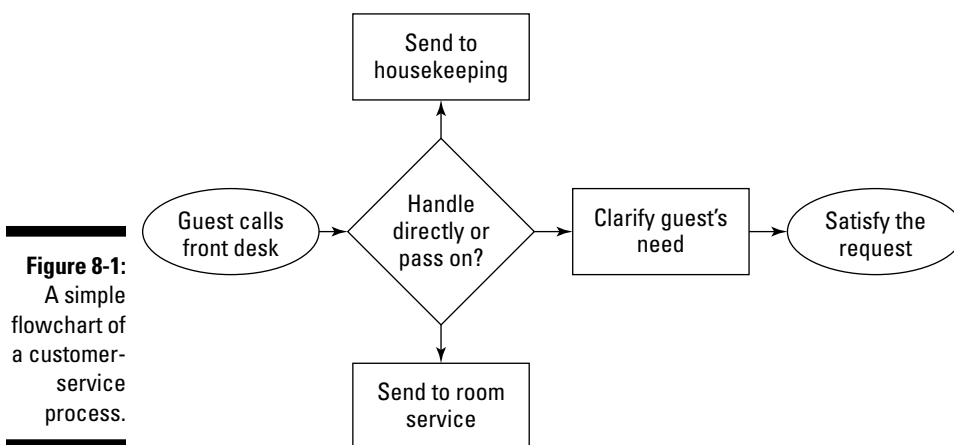 Send to
housekeeping
Guest calls
front desk
Handle
directly or
pass on?
Clarify guest's
need
Satisfy the
request
Send to room
service
Figure 8-1:
A simple
flowchart of
a customer-
service
process.